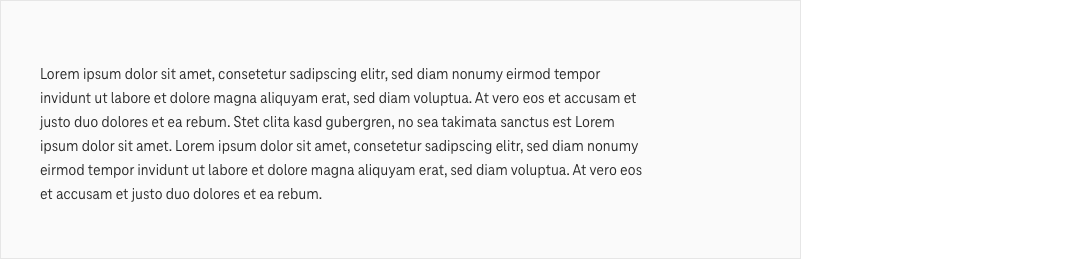 Lorem ipsum dolor sit amet, consetetur sadipscing elitr, sed diam nonumy eirmod tempor
invidunt ut labore et dolore magna aliquyam erat, sed diam voluptua. At vero eos et accusam et
justo duo dolores et ea rebum. Stet clita kasd gubergren, no sea takimata sanctus est Lorem
ipsum dolor sit amet. Lorem ipsum dolor sit amet, consetetur sadipscing elitr, sed diam nonumy
eirmod tempor invidunt ut labore et dolore magna aliquyam erat, sed diam voluptua. At vero eos
et accusam et justo duo dolores et ea rebum.